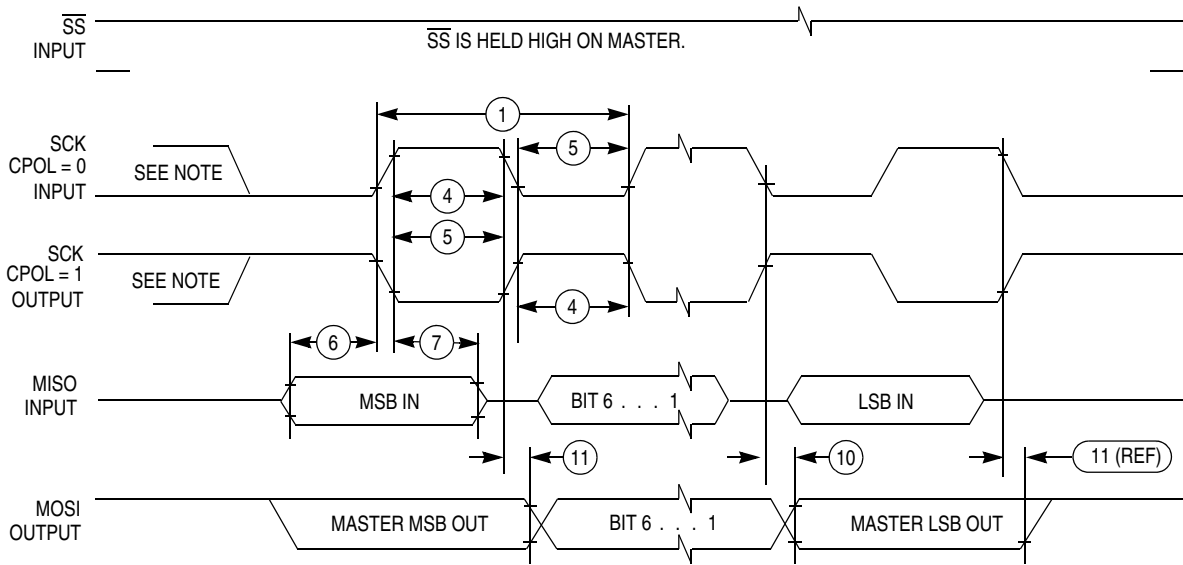 SS
INPUT
SS IS HELD HIGH ON MASTER.
1
SCK
CPOL = 0
INPUT
SEE NOTE
5
4
5
SCK
CPOL = 1
OUTPUT
SEE NOTE
4
6
7
MISO
INPUT
MSB IN
BIT 6 . . . 1
LSB IN
11
10
11 (REF)
MOSI
OUTPUT
MASTER MSB OUT
BIT 6 . . . 1
MASTER LSB OUT